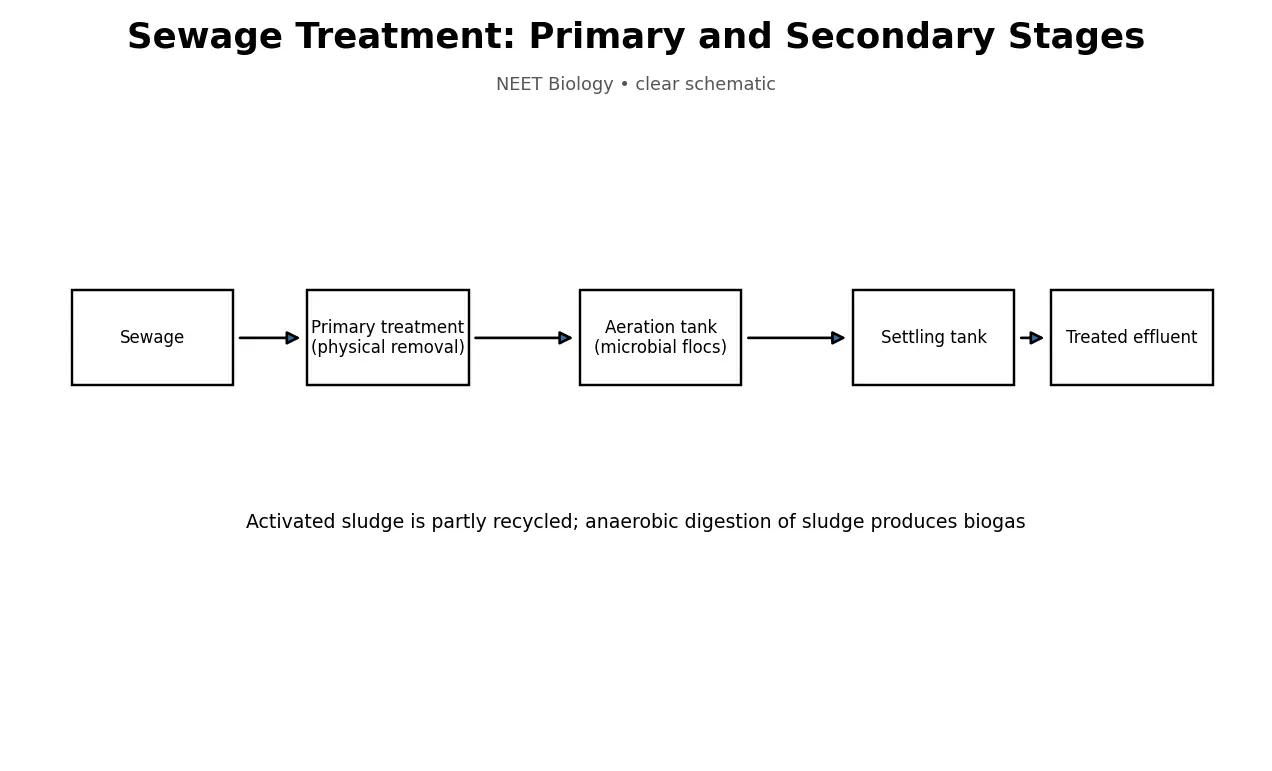 Sewage Treatment: Primary and Secondary Stages
NEET Biology • clear schematic
Sewage
Primary treatment
(physical removal)
Aeration tank
(microbial flocs)
Settling tank
Treated effluent
Activated sludge is partly recycled; anaerobic digestion of sludge produces biogas